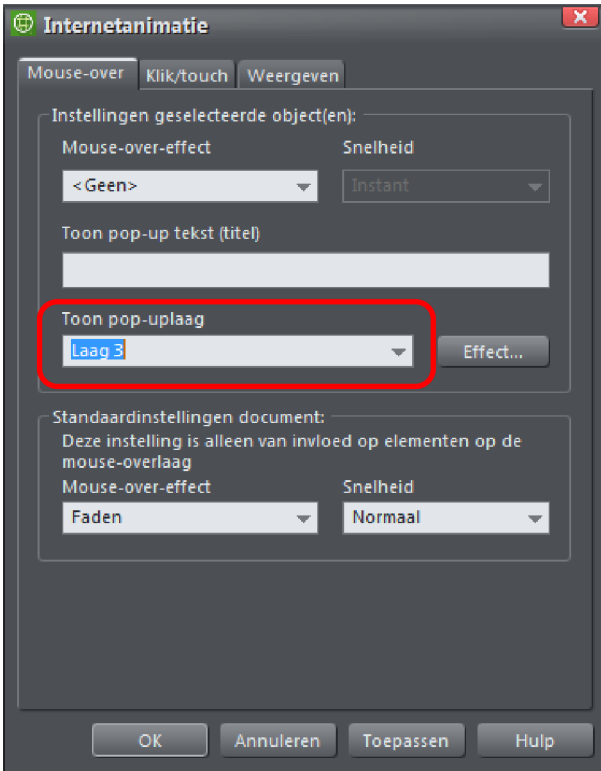 Internetanimatie
Mouse-over Klik/touch Weergeven
Instellingen geselecteerde object(en):
Mouse-over-effect Snelheid
<Geen> Instant
Toon pop-up tekst (titel)
Toon pop-uplaag
Laag 3 Effect...
Standaardinstellingen document:
Deze instelling is alleen van invloed op elementen op de
mouse-overlaag
Mouse-over-effect Snelheid
Faden Normaal
OK Annuleren Toepassen Hulp